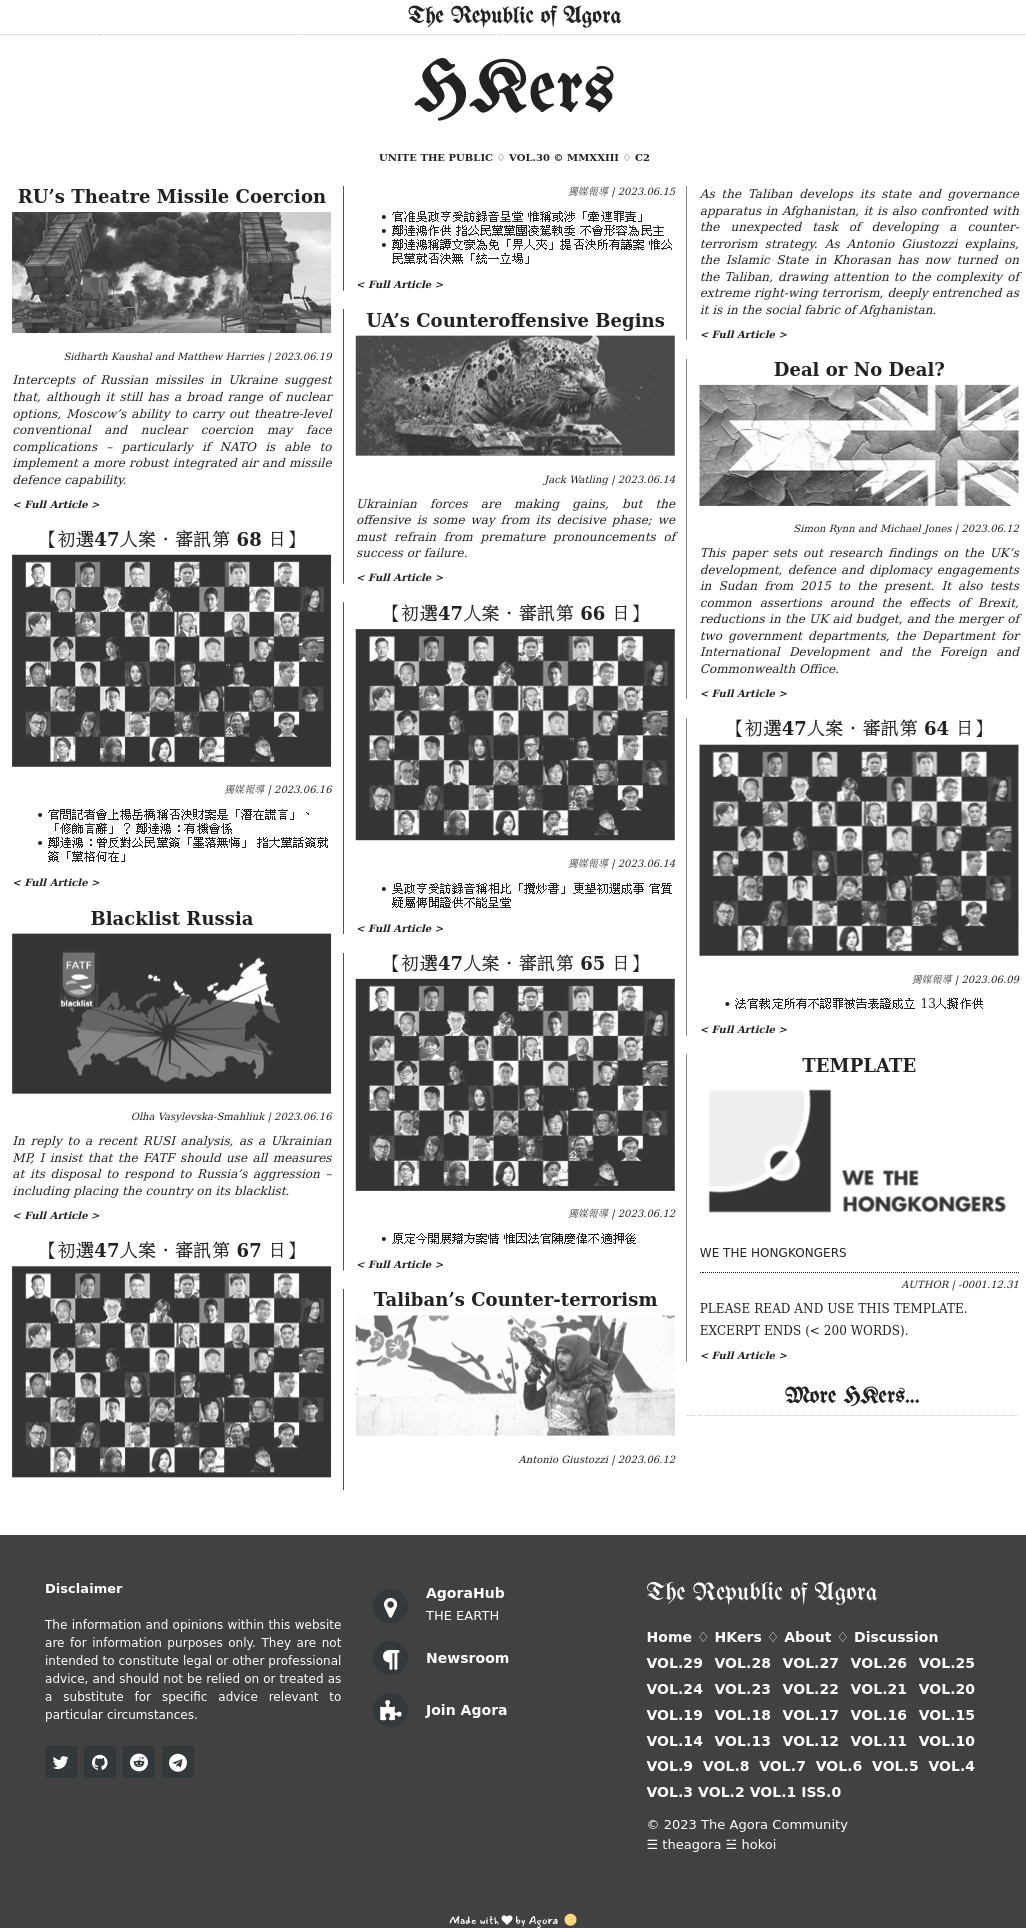 The Republic of Agora
HKers
UNITE THE PUBLIC ♢ VOL.30 © MMXXIII ♢ C2
RU’s Theatre Missile Coercion
Sidharth Kaushal and Matthew Harries | 2023.06.19
Intercepts of Russian missiles in Ukraine suggest
that, although it still has a broad range of nuclear
options, Moscow’s ability to carry out theatre-level
conventional and nuclear coercion may face
complications – particularly if NATO is able to
implement a more robust integrated air and missile
defence capability.
< Full Article >
【初選47人案・審訊第 68 日】
獨媒報導 | 2023.06.16
• 官問記者會上楊岳橋稱否決財案是「潛在謊言」、
「修飾言辭」？ 鄭達鴻：有機會係
• 鄭達鴻：曾反對公民黨簽「墨落無悔」 指大黨話簽就
簽「黨格何在」
< Full Article >
Blacklist Russia
FATF
blacklist
Olha Vasylevska-Smahliuk | 2023.06.16
In reply to a recent RUSI analysis, as a Ukrainian
MP, I insist that the FATF should use all measures
at its disposal to respond to Russia’s aggression –
including placing the country on its blacklist.
< Full Article >
【初選47人案・審訊第 67 日】
獨媒報導 | 2023.06.15
• 官准吳政亨受訪錄音呈堂 惟稱或涉「牽連罪責」
• 鄭達鴻作供 指公民黨黨團凌駕執委 不會形容為民主
• 鄭達鴻稱譚文豪為免「畀人夾」提否決所有議案 惟公
民黨就否決無「統一立場」
< Full Article >
UA’s Counteroffensive Begins
Jack Watling | 2023.06.14
Ukrainian forces are making gains, but the
offensive is some way from its decisive phase; we
must refrain from premature pronouncements of
success or failure.
< Full Article >
【初選47人案・審訊第 66 日】
獨媒報導 | 2023.06.14
• 吳政亨受訪錄音稱相比「攬炒書」更望初選成事 官質
疑屬傳聞證供不能呈堂
< Full Article >
【初選47人案・審訊第 65 日】
獨媒報導 | 2023.06.12
• 原定今開展辯方案情 惟因法官陳慶偉不適押後
< Full Article >
Taliban’s Counter-terrorism
Antonio Giustozzi | 2023.06.12
As the Taliban develops its state and governance
apparatus in Afghanistan, it is also confronted with
the unexpected task of developing a counter-
terrorism strategy. As Antonio Giustozzi explains,
the Islamic State in Khorasan has now turned on
the Taliban, drawing attention to the complexity of
extreme right-wing terrorism, deeply entrenched as
it is in the social fabric of Afghanistan.
< Full Article >
Deal or No Deal?
Simon Rynn and Michael Jones | 2023.06.12
This paper sets out research findings on the UK’s
development, defence and diplomacy engagements
in Sudan from 2015 to the present. It also tests
common assertions around the effects of Brexit,
reductions in the UK aid budget, and the merger of
two government departments, the Department for
International Development and the Foreign and
Commonwealth Office.
< Full Article >
【初選47人案・審訊第 64 日】
獨媒報導 | 2023.06.09
• 法官裁定所有不認罪被告表證成立 13人擬作供
< Full Article >
TEMPLATE
WE THE
HONGKONGERS
WE THE HONGKONGERS
AUTHOR | -0001.12.31
PLEASE READ AND USE THIS TEMPLATE.
EXCERPT ENDS (< 200 WORDS).
< Full Article >
More HKers...
Disclaimer
The information and opinions within this website
are for information purposes only. They are not
intended to constitute legal or other professional
advice, and should not be relied on or treated as
a substitute for specific advice relevant to
particular circumstances.
AgoraHub
THE EARTH
Newsroom
Join Agora
The Republic of Agora
Home ♢ HKers ♢ About ♢ Discussion
VOL.29 VOL.28 VOL.27 VOL.26 VOL.25
VOL.24 VOL.23 VOL.22 VOL.21 VOL.20
VOL.19 VOL.18 VOL.17 VOL.16 VOL.15
VOL.14 VOL.13 VOL.12 VOL.11 VOL.10
VOL.9 VOL.8 VOL.7 VOL.6 VOL.5 VOL.4
VOL.3 VOL.2 VOL.1 ISS.0
© 2023 The Agora Community
☰ theagora ☱ hokoi
Made with ♥ by Agora